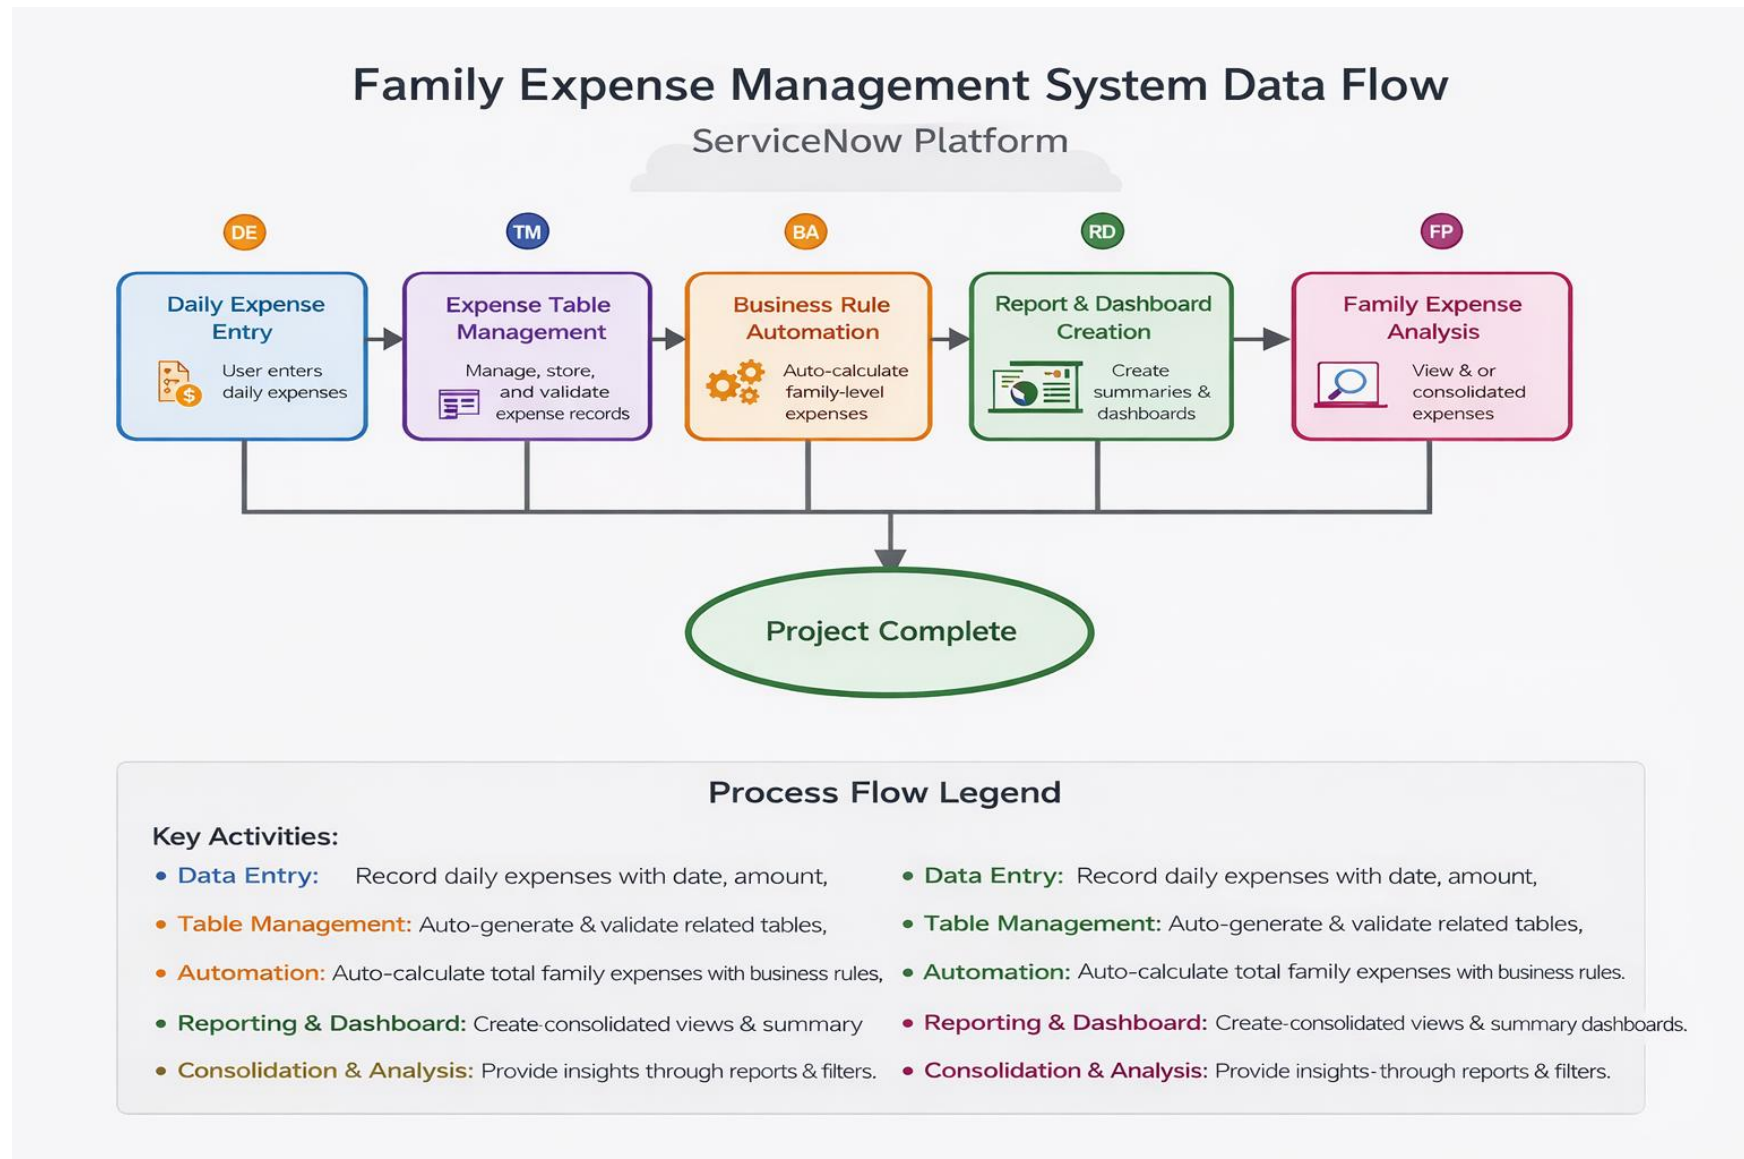 Family Expense Management System Data Flow
ServiceNow Platform
DE
TM
BA
RD
FP
Daily Expense
Entry
User enters
daily expenses
Expense Table
Management
Manage, store,
and validate
expense records
Business Rule
Automation
Auto-calculate
family-level
expenses
Report & Dashboard
Creation
Create
summaries &
dashboards
Family Expense
Analysis
View & or
consolidated
expenses
Project Complete
Process Flow Legend
Key Activities:
• Data Entry: Record daily expenses with date, amount,
• Table Management: Auto-generate & validate related tables,
• Automation: Auto-calculate total family expenses with business rules,
• Reporting & Dashboard: Create-consolidated views & summary
• Consolidation & Analysis: Provide insights through reports & filters.
• Data Entry: Record daily expenses with date, amount,
• Table Management: Auto-generate & validate related tables,
• Automation: Auto-calculate total family expenses with business rules.
• Reporting & Dashboard: Create-consolidated views & summary dashboards.
• Consolidation & Analysis: Provide insights-through reports & filters.